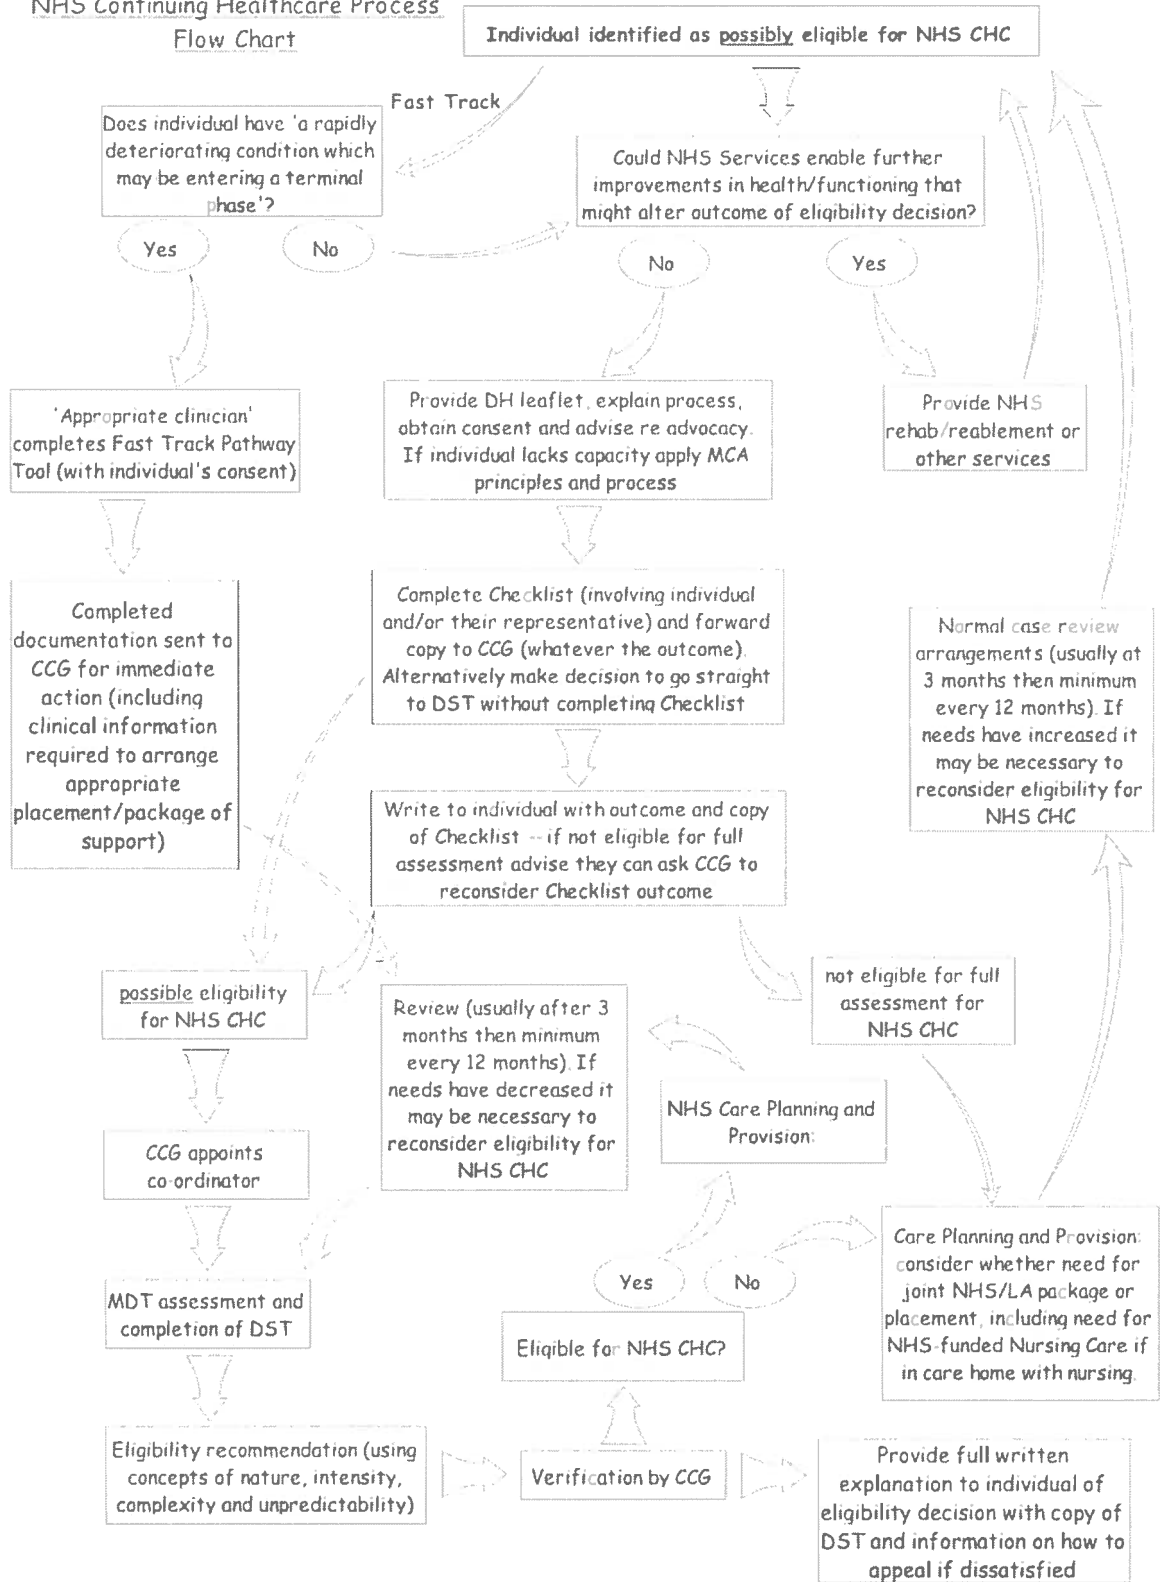 NHS Continuing Healthcare Process
Flow Chart
Individual identified as possibly eligible for NHS CHC
Fast Track
Does individual have 'a rapidly
deteriorating condition which
may be entering a terminal
phase'?
Yes
No
Could NHS Services enable further
improvements in health/functioning that
might alter outcome of eligibility decision?
No
Yes
'Appropriate clinician'
completes Fast Track Pathway
Tool (with individual's consent)
Provide DH leaflet, explain process,
obtain consent and advise re advocacy.
If individual lacks capacity apply MCA
principles and process
Provide NHS
rehab/reablement or
other services
Completed
documentation sent to
CCG for immediate
action (including
clinical information
required to arrange
appropriate
placement/package of
support)
Complete Checklist (involving individual
and/or their representative) and forward
copy to CCG (whatever the outcome).
Alternatively make decision to go straight
to DST without completing Checklist
Normal case review
arrangements (usually at
3 months then minimum
every 12 months). If
needs have increased it
may be necessary to
reconsider eligibility for
NHS CHC
Write to individual with outcome and copy
of Checklist -- if not eligible for full
assessment advise they can ask CCG to
reconsider Checklist outcome
possible eligibility
for NHS CHC
Review (usually after 3
months then minimum
every 12 months). If
needs have decreased it
may be necessary to
reconsider eligibility for
NHS CHC
not eligible for full
assessment for
NHS CHC
NHS Care Planning and
Provision:
CCG appoints
co-ordinator
Care Planning and Provision:
consider whether need for
joint NHS/LA package or
placement, including need for
NHS-funded Nursing Care if
in care home with nursing.
Yes
No
MDT assessment and
completion of DST
Eligible for NHS CHC?
Eligibility recommendation (using
concepts of nature, intensity,
complexity and unpredictability)
Verification by CCG
Provide full written
explanation to individual of
eligibility decision with copy of
DST and information on how to
appeal if dissatisfied